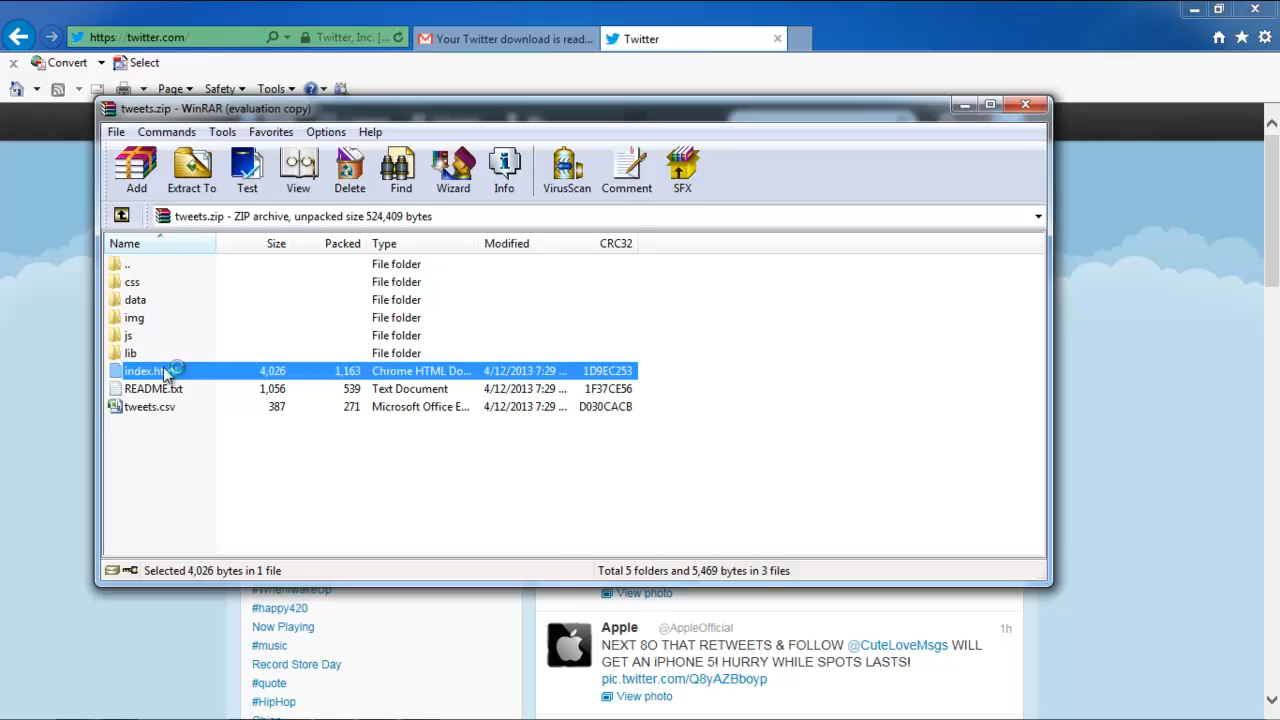 https://twitter.com/
Twitter, Inc. [...
Your Twitter download is read...
Twitter
Convert
Select
Page
Safety
Tools
tweets.zip - WinRAR (evaluation copy)
File
Commands
Tools
Favorites
Options
Help
Add
Extract To
Test
View
Delete
Find
Wizard
Info
VirusScan
Comment
SFX
tweets.zip - ZIP archive, unpacked size 524,409 bytes
Name
Size
Packed
Type
Modified
CRC32
.. File folder
css File folder
data File folder
img File folder
js File folder
lib File folder
4,026 1,163 Chrome HTML Do... 4/12/2013 7:29 ... 1D9EC253
README.txt 1,056 539 Text Document 4/12/2013 7:29 ... 1F37CE56
tweets.csv 387 271 Microsoft Office E... 4/12/2013 7:29 ... D030CACB
Selected 4,026 bytes in 1 file
Total 5 folders and 5,469 bytes in 3 files
#happy420
Now Playing
#music
Record Store Day
#quote
#HipHop
View photo
Apple @AppleOfficial 1h
NEXT 8O THAT RETWEETS & FOLLOW @CuteLoveMsgs WILL
GET AN iPHONE 5! HURRY WHILE SPOTS LASTS!
pic.twitter.com/Q8yAZBboyp
View photo